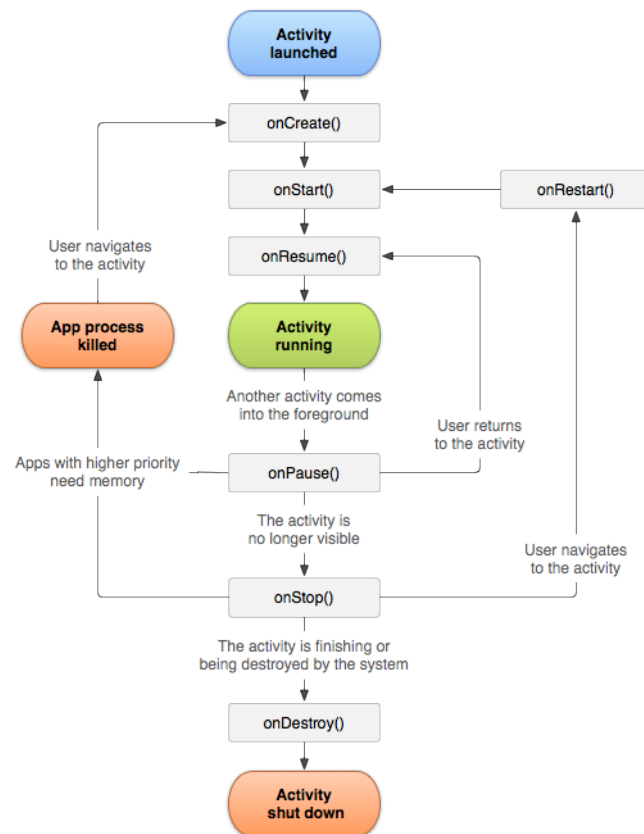 Activity
launched
onCreate()
onStart()
onRestart()
User navigates
to the activity
onResume()
App process
killed
Activity
running
Another activity comes
into the foreground
User returns
to the activity
Apps with higher priority
need memory
onPause()
The activity is
no longer visible
User navigates
to the activity
onStop()
The activity is finishing or
being destroyed by the system
onDestroy()
Activity
shut down